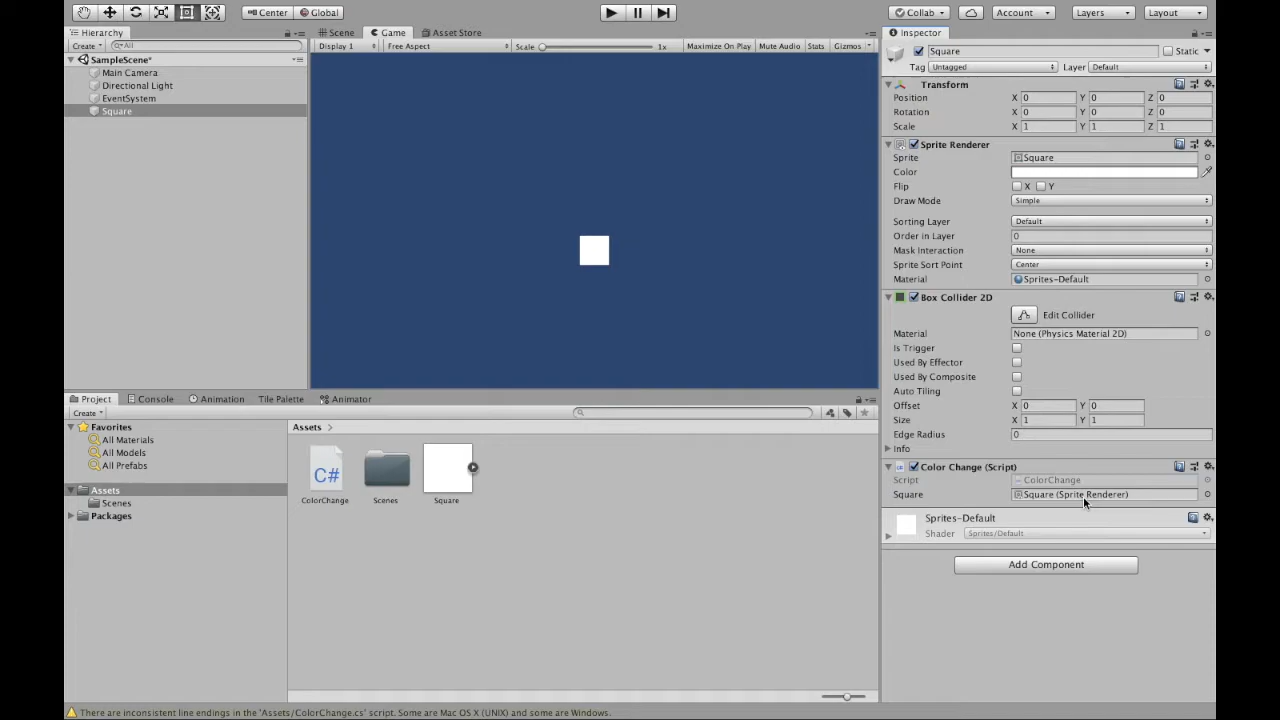 Center Global Collab Account Layers Layout
Hierarchy
Create All
SampleScene*
Main Camera
Directional Light
EventSystem
Square
Scene Game Asset Store
Display 1 Free Aspect Scale 1x Maximize On Play Mute Audio Stats Gizmos
Inspector
Square Static
Tag Untagged Layer Default
Transform
Position X 0 Y 0 Z 0
Rotation X 0 Y 0 Z 0
Scale X 1 Y 1 Z 1
Sprite Renderer
Sprite Square
Color
Flip X Y
Draw Mode Simple
Sorting Layer Default
Order in Layer 0
Mask Interaction None
Sprite Sort Point Center
Material Sprites-Default
Box Collider 2D
Edit Collider
Material None (Physics Material 2D)
Is Trigger
Used By Effector
Used By Composite
Auto Tiling
Offset X 0 Y 0
Size X 1 Y 1
Edge Radius 0
Info
Color Change (Script)
Script ColorChange
Square Square (Sprite Renderer)
Sprites-Default
Shader Sprites/Default
Add Component
Project Console Animation Tile Palette Animator
Create
Favorites
All Materials
All Models
All Prefabs
Assets
Scenes
Packages
Assets
C#
ColorChange Scenes Square
There are inconsistent line endings in the 'Assets/ColorChange.cs' script. Some are Mac OS X (UNIX) and some are Windows.